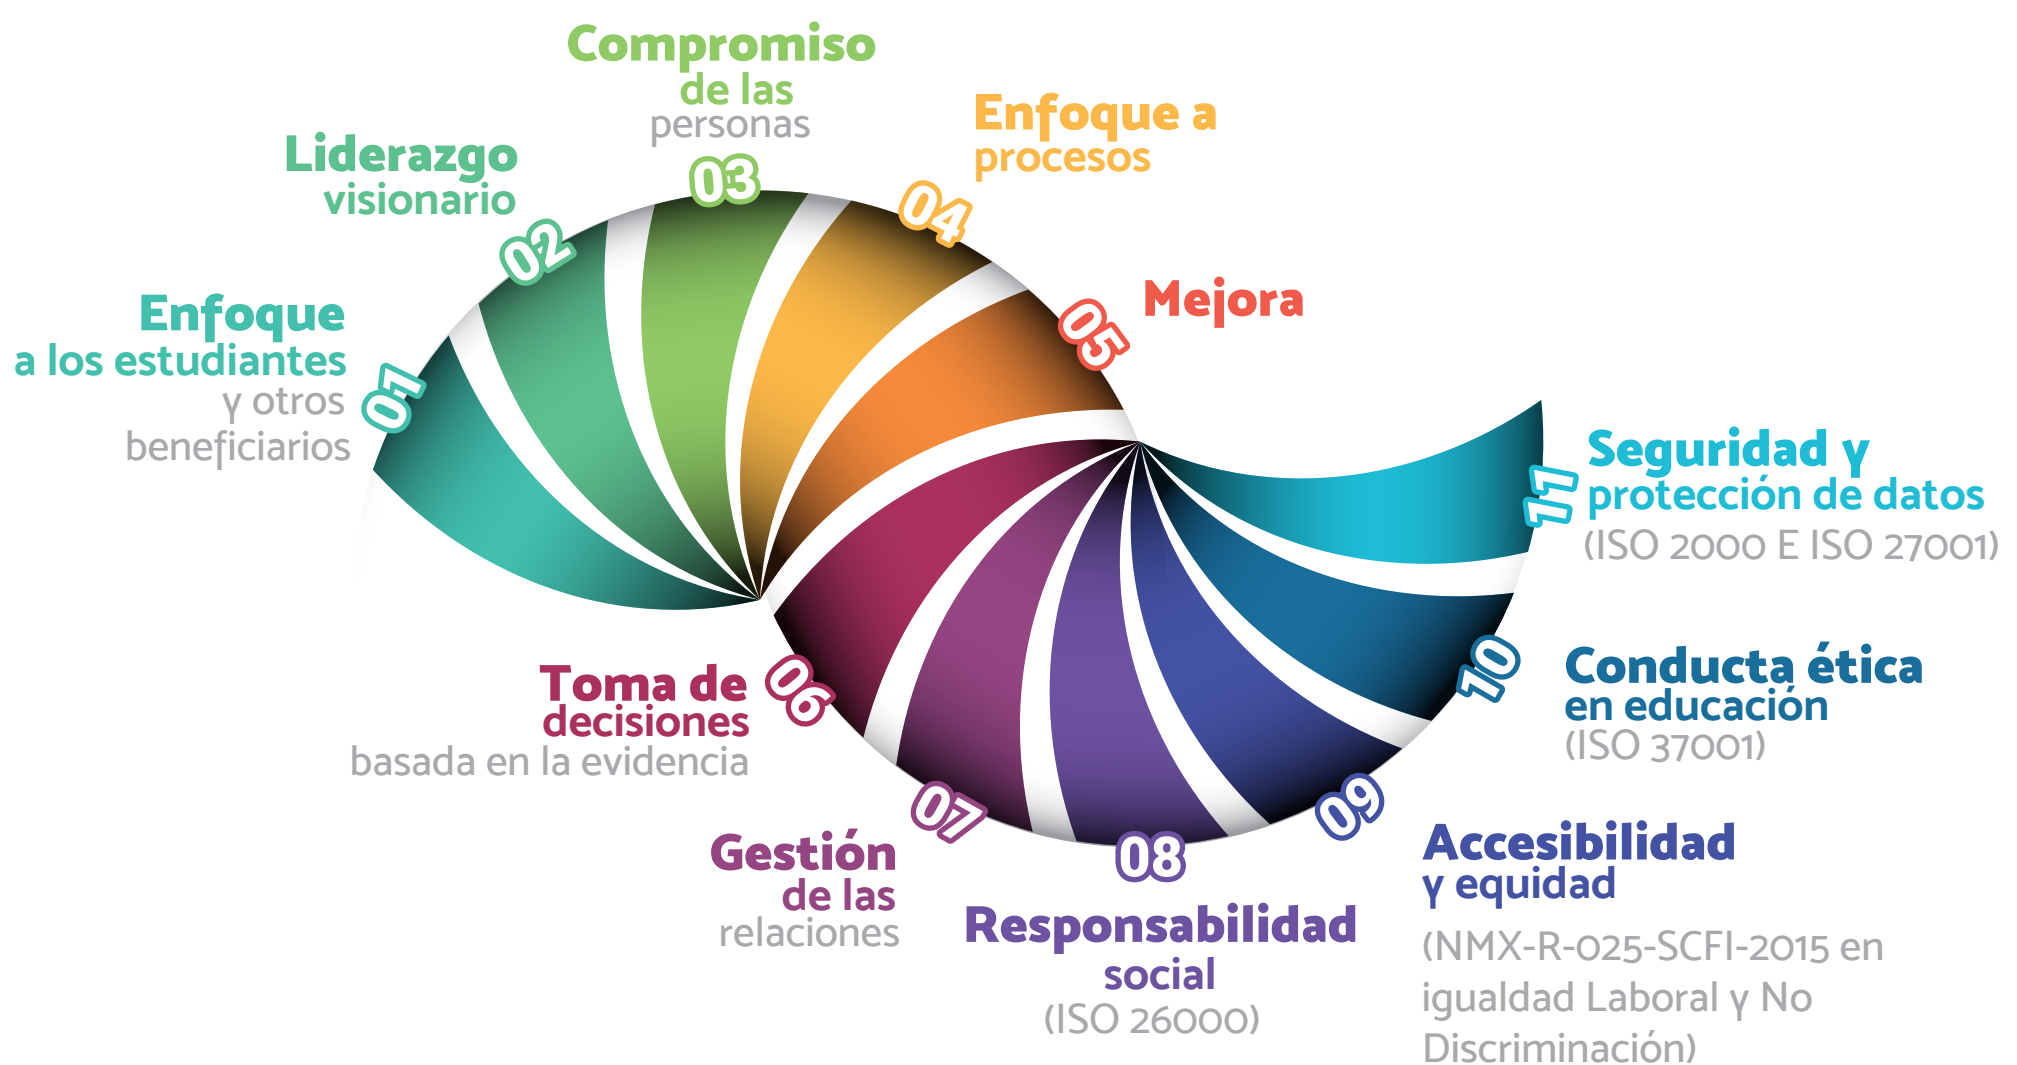 01
Enfoque
a los estudiantes
y otros
beneficiarios
02
Liderazgo
visionario
03
Compromiso
de las
personas
04
Enfoque a
procesos
05
Mejora
06
Toma de
decisiones
basada en la evidencia
07
Gestión
de las
relaciones
08
Responsabilidad
social
(ISO 26000)
09
Accesibilidad
y equidad
(NMX-R-025-SCFI-2015 en
igualdad Laboral y No
Discriminación)
10
Conducta ética
en educación
(ISO 37001)
11
Seguridad y
protección de datos
(ISO 2000 E ISO 27001)